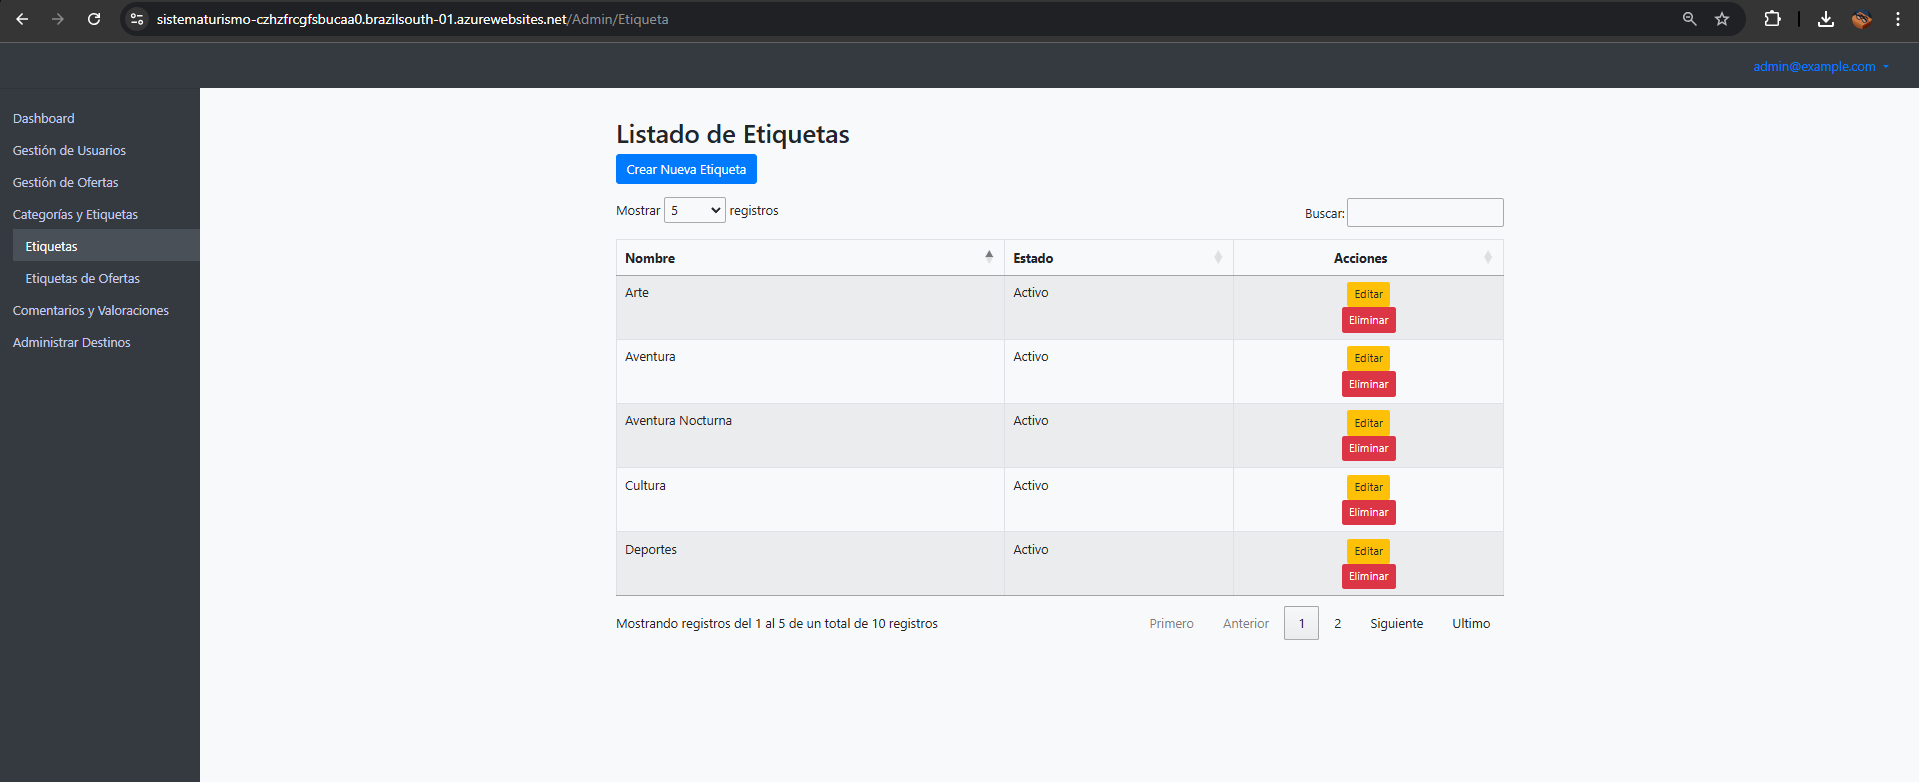 sistematurismo-czhzfrcgfsbucaa0.brazilsouth-01.azurewebsites.net/Admin/Etiqueta
admin@example.com
Dashboard
Gestión de Usuarios
Gestión de Ofertas
Categorías y Etiquetas
Etiquetas
Etiquetas de Ofertas
Comentarios y Valoraciones
Administrar Destinos
Listado de Etiquetas
Crear Nueva Etiqueta
Mostrar 5 registros
Buscar:
Nombre Estado Acciones
Arte Activo Editar
Eliminar
Aventura Activo Editar
Eliminar
Aventura Nocturna Activo Editar
Eliminar
Cultura Activo Editar
Eliminar
Deportes Activo Editar
Eliminar
Mostrando registros del 1 al 5 de un total de 10 registros
Primero Anterior 1 2 Siguiente Ultimo